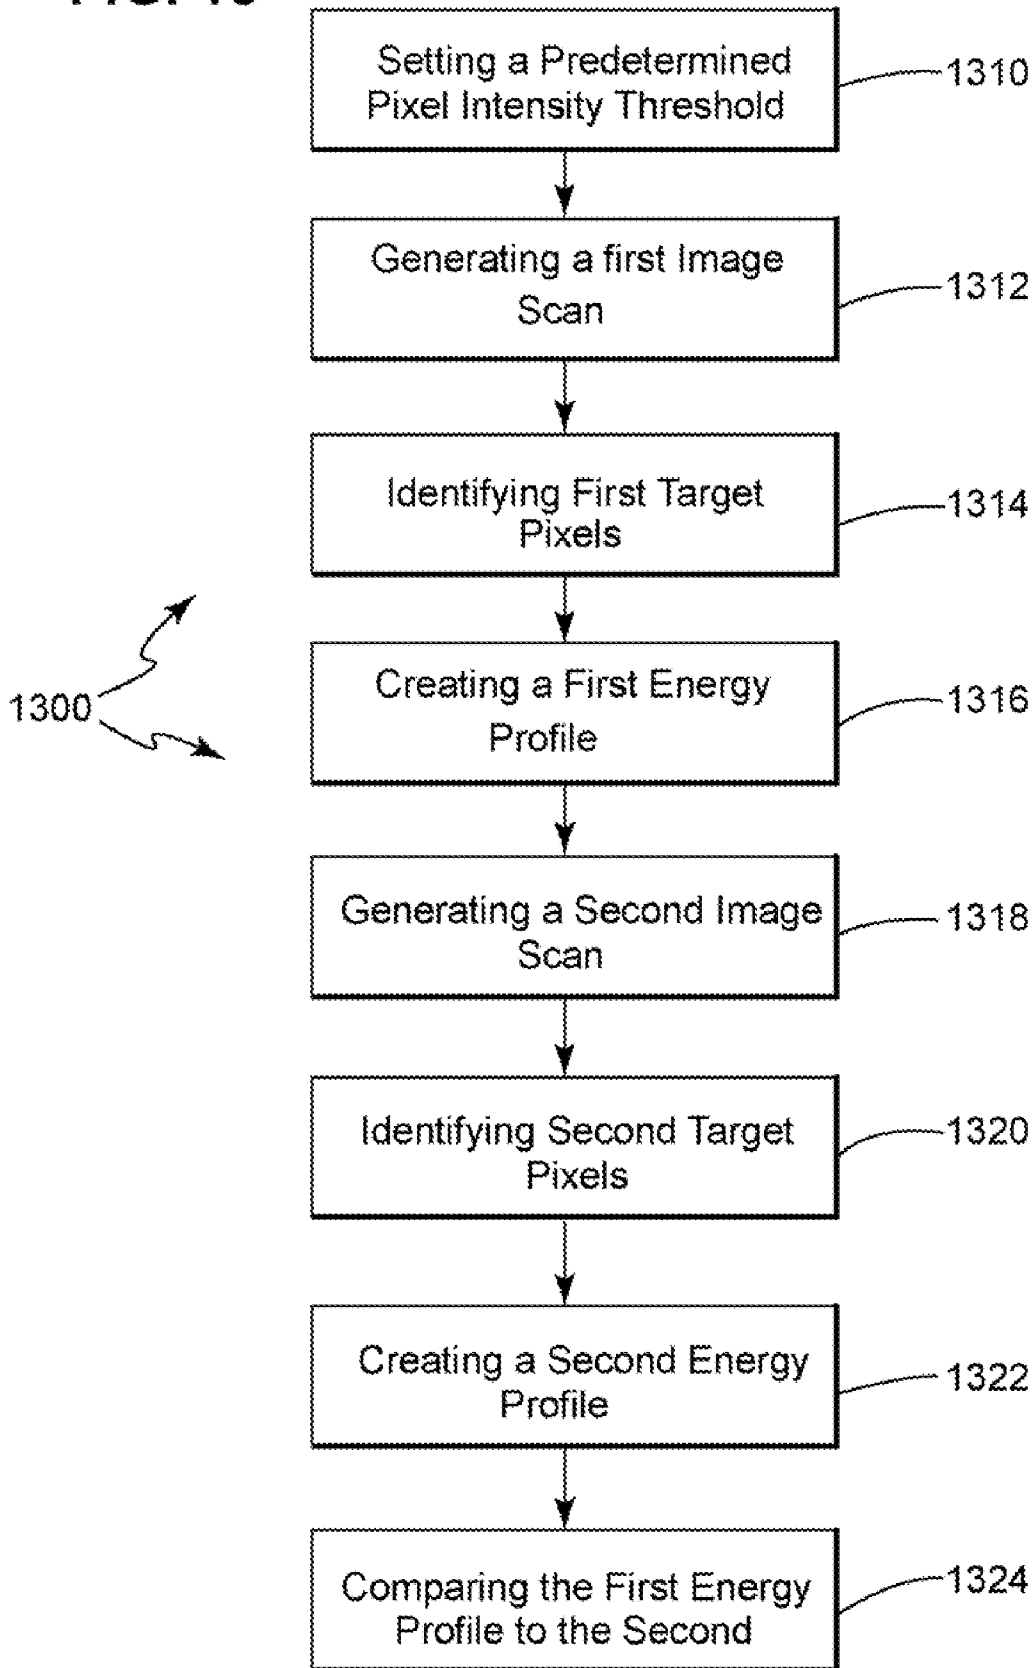 Setting a Predetermined
Pixel Intensity Threshold
1310
Generating a first Image
Scan
1312
Identifying First Target
Pixels
1314
1300
Creating a First Energy
Profile
1316
Generating a Second Image
Scan
1318
Identifying Second Target
Pixels
1320
Creating a Second Energy
Profile
1322
Comparing the First Energy
Profile to the Second
1324